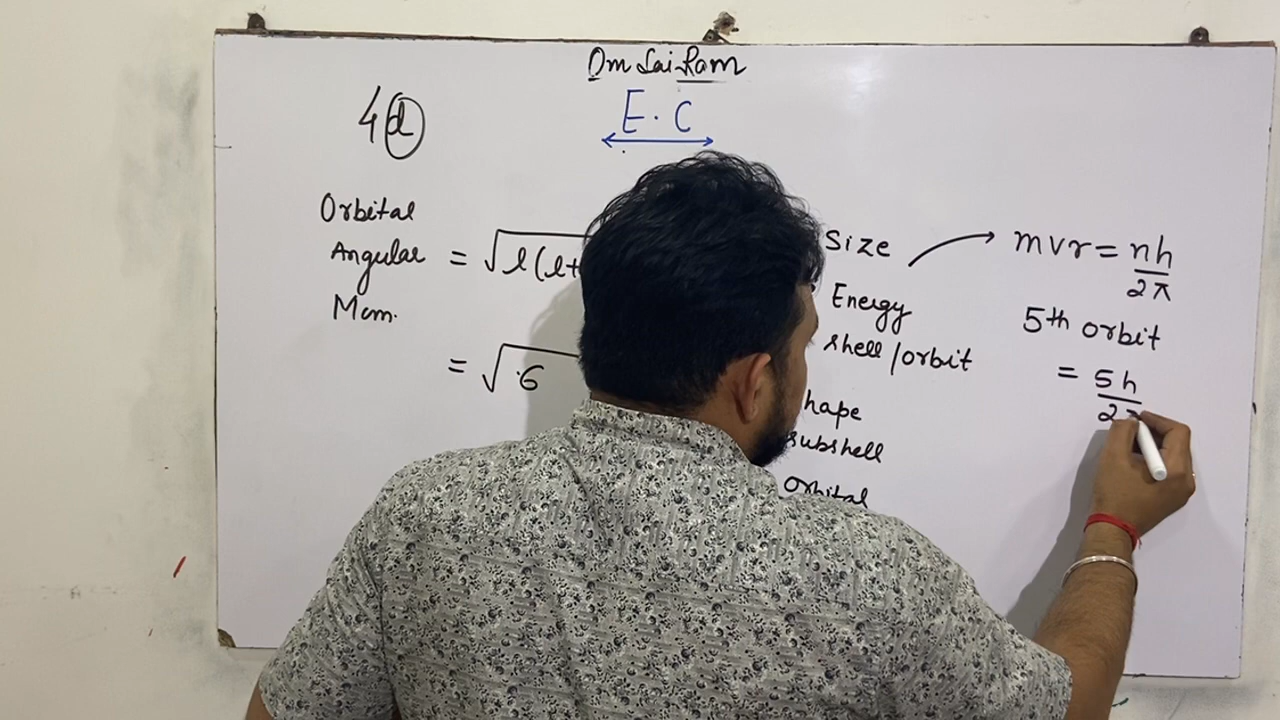 Om Sai Ram
E.C
4d
Orbital
Angular = √l(l+
Mom.
= √6
Size
Energy
shell/orbit
hape
subshell
orbital
mvr = nh/2π
5th orbit
= 5h/2π